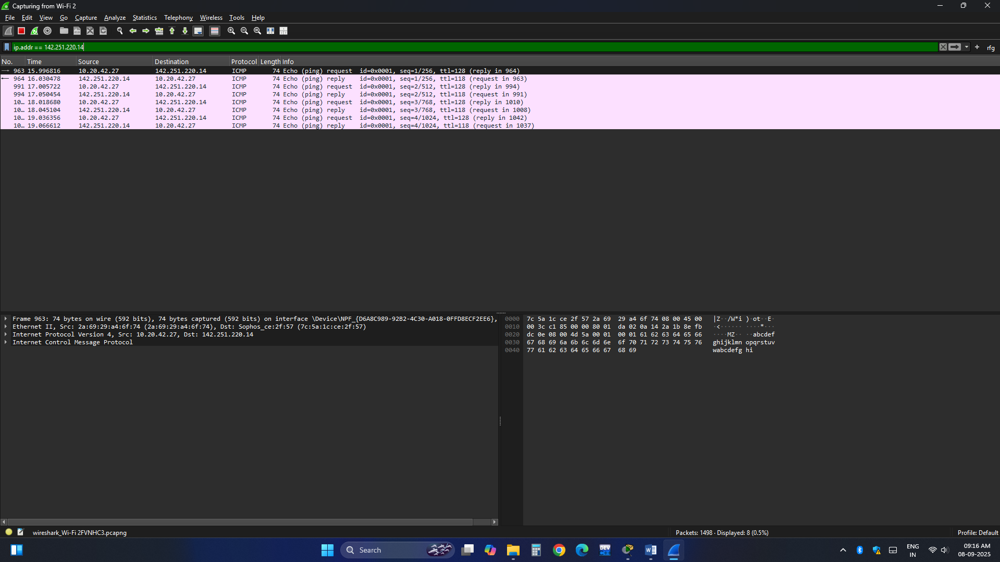 Capturing from Wi-Fi 2
File Edit View Go Capture Analyze Statistics Telephony Wireless Tools Help
ip.addr == 142.251.220.14
rfg
No. Time Source Destination Protocol Length Info
963 15.996816 10.20.42.27 142.251.220.14 ICMP 74 Echo (ping) request id=0x0001, seq=1/256, ttl=128 (reply in 964)
964 16.030478 142.251.220.14 10.20.42.27 ICMP 74 Echo (ping) reply id=0x0001, seq=1/256, ttl=118 (request in 963)
991 17.005722 10.20.42.27 142.251.220.14 ICMP 74 Echo (ping) request id=0x0001, seq=2/512, ttl=128 (reply in 994)
994 17.050454 142.251.220.14 10.20.42.27 ICMP 74 Echo (ping) reply id=0x0001, seq=2/512, ttl=118 (request in 991)
10… 18.018680 10.20.42.27 142.251.220.14 ICMP 74 Echo (ping) request id=0x0001, seq=3/768, ttl=128 (reply in 1010)
10… 18.045104 142.251.220.14 10.20.42.27 ICMP 74 Echo (ping) reply id=0x0001, seq=3/768, ttl=118 (request in 1008)
10… 19.036356 10.20.42.27 142.251.220.14 ICMP 74 Echo (ping) request id=0x0001, seq=4/1024, ttl=128 (reply in 1042)
10… 19.066612 142.251.220.14 10.20.42.27 ICMP 74 Echo (ping) reply id=0x0001, seq=4/1024, ttl=118 (request in 1037)
Frame 963: 74 bytes on wire (592 bits), 74 bytes captured (592 bits) on interface \Device\NPF_{D6A8C989-92B2-4C30-A018-0FFD8ECF2EE6},
Ethernet II, Src: 2a:69:29:a4:6f:74 (2a:69:29:a4:6f:74), Dst: Sophos_ce:2f:57 (7c:5a:1c:ce:2f:57)
Internet Protocol Version 4, Src: 10.20.42.27, Dst: 142.251.220.14
Internet Control Message Protocol
0000 7c 5a 1c ce 2f 57 2a 69 29 a4 6f 74 08 00 45 00 |Z··/W*i )·ot··E·
0010 00 3c c1 85 00 00 80 01 da 02 0a 14 2a 1b 8e fb ·<······ ····*···
0020 dc 0e 08 00 4d 5a 00 01 00 01 61 62 63 64 65 66 ····MZ·· ··abcdef
0030 67 68 69 6a 6b 6c 6d 6e 6f 70 71 72 73 74 75 76 ghijklmn opqrstuv
0040 77 61 62 63 64 65 66 67 68 69 wabcdefg hi
wireshark_Wi-Fi 2FVNHC3.pcapng
Packets: 1498 · Displayed: 8 (0.5%)
Profile: Default
Search
DEV
ENG
IN
09:16 AM
08-09-2025